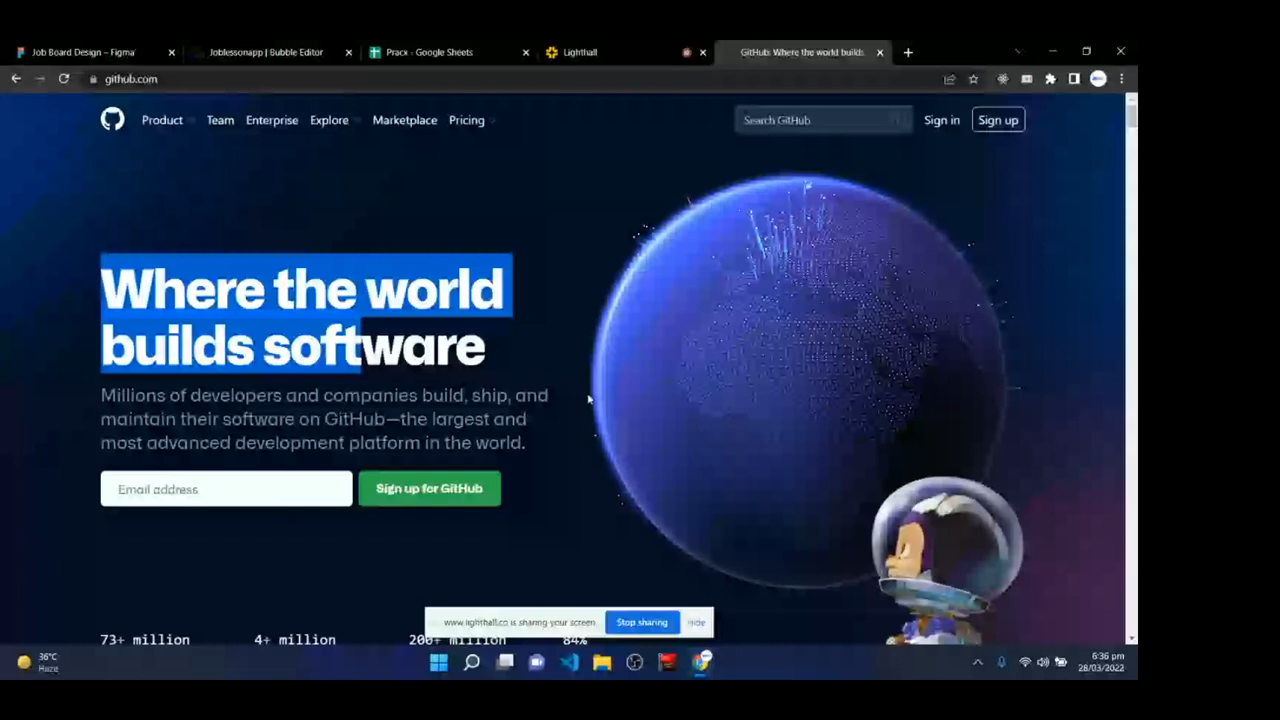 Job Board Design – Figma
Joblessonapp | Bubble Editor
Pracx - Google Sheets
Lighthall
GitHub: Where the world builds
github.com
Product Team Enterprise Explore Marketplace Pricing
Search GitHub
Sign in
Sign up
Where the world
builds software
Millions of developers and companies build, ship, and
maintain their software on GitHub—the largest and
most advanced development platform in the world.
Email address
Sign up for GitHub
www.lighthall.co is sharing your screen.
Stop sharing
Hide
73+ million 4+ million 200+ million 84%
36°C
Haze
6:36 pm
28/03/2022